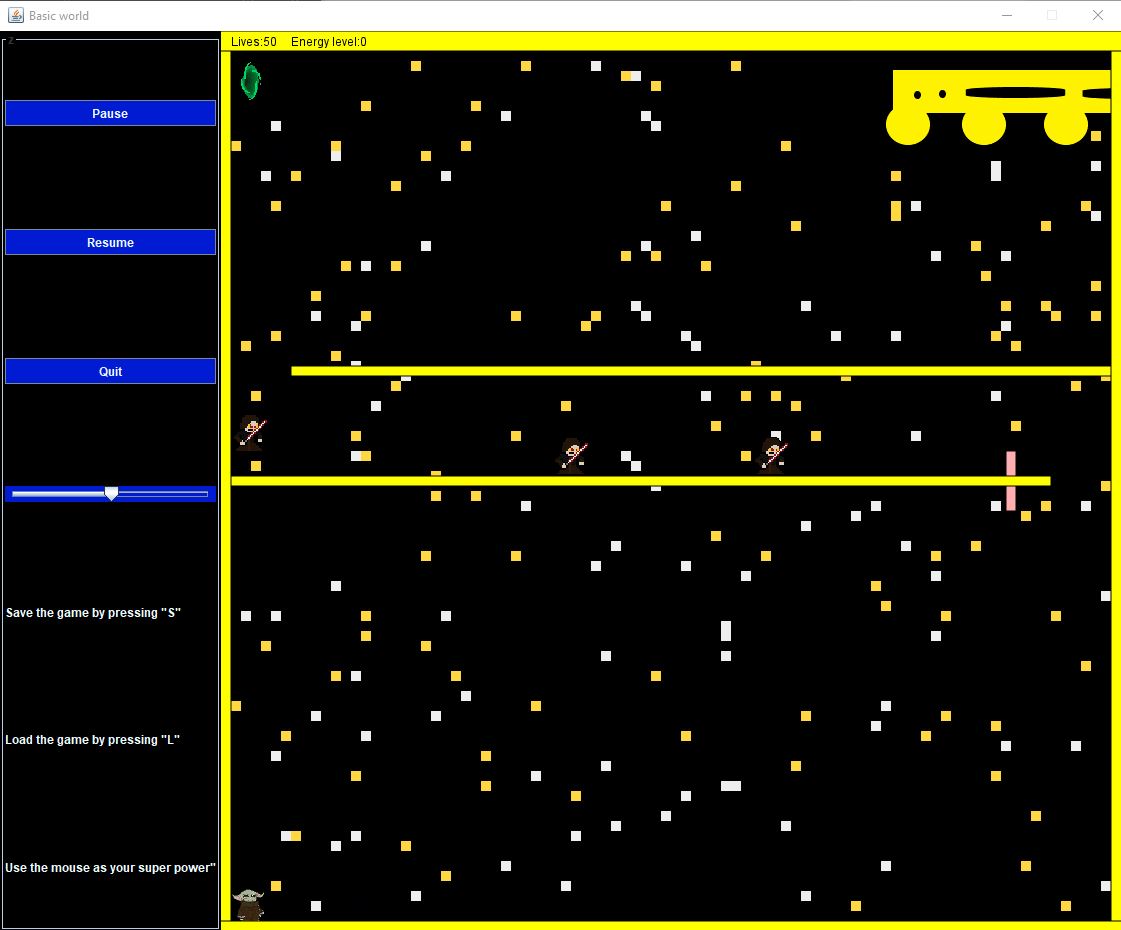 Basic world
Lives:50 Energy level:0
z
Pause
Resume
Quit
Save the game by pressing "S"
Load the game by pressing "L"
Use the mouse as your super power"